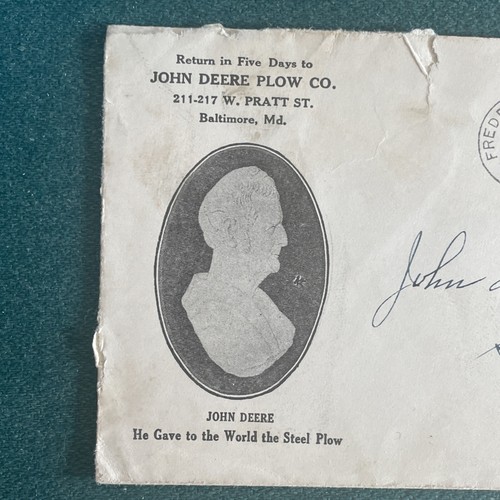 Return in Five Days to
JOHN DEERE PLOW CO.
211-217 W. PRATT ST.
Baltimore, Md.
FRED
John
JOHN DEERE
He Gave to the World the Steel Plow